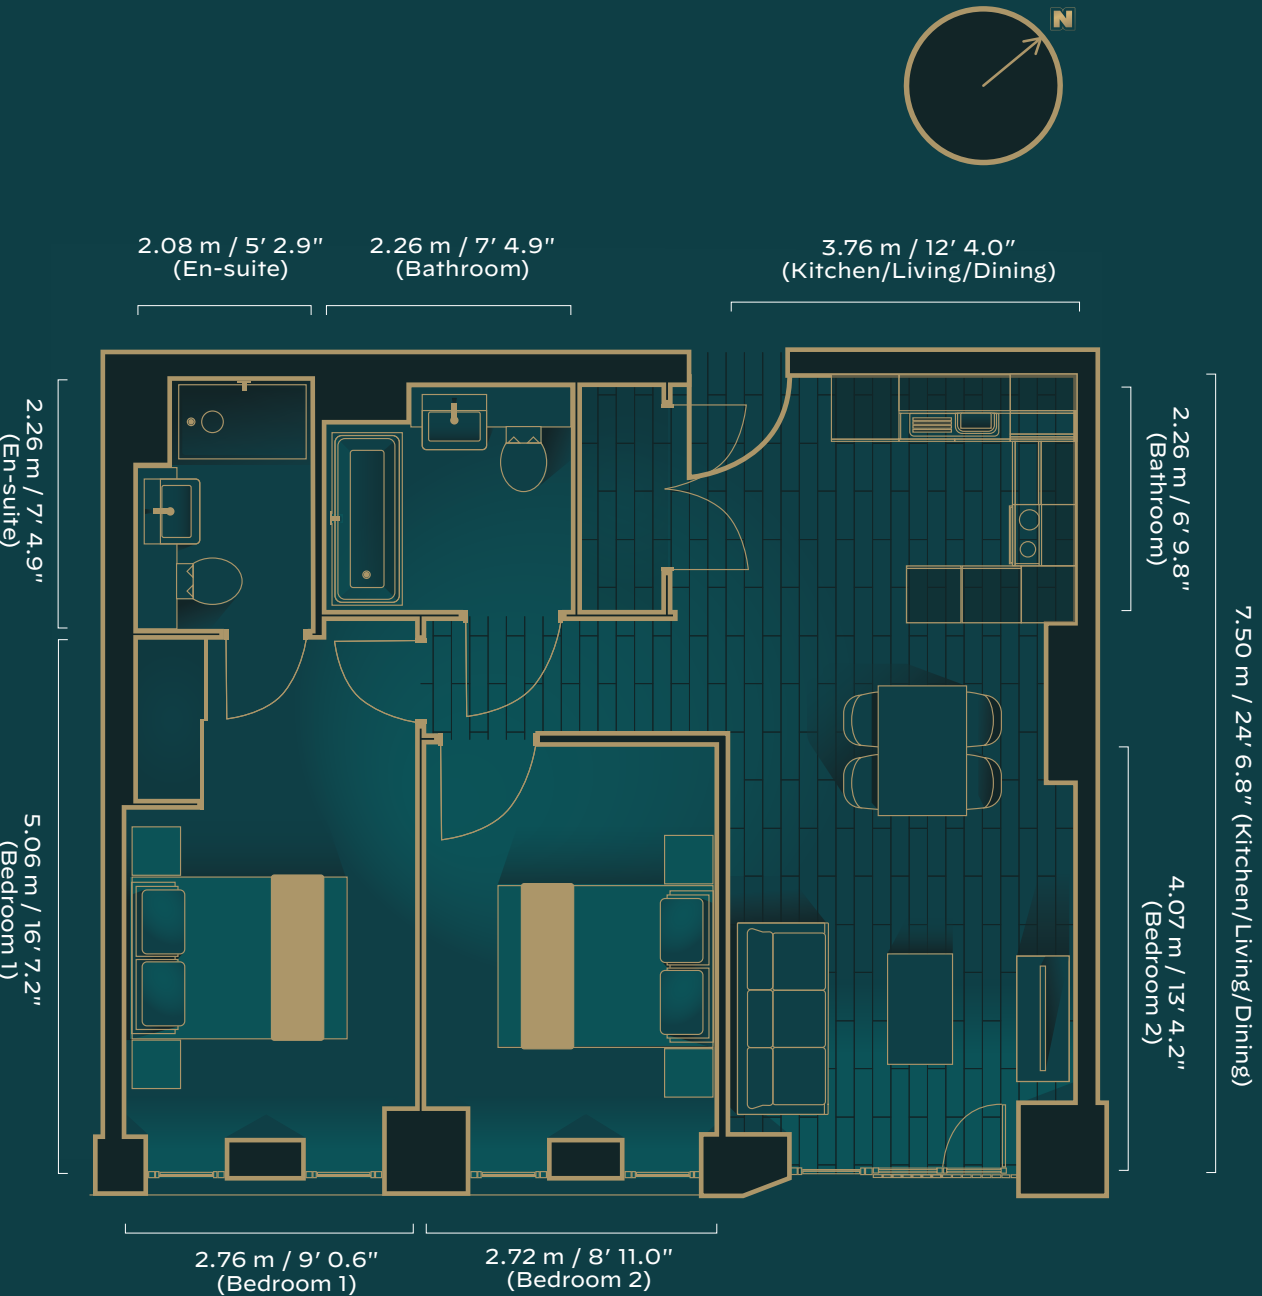 N
2.08 m / 5′ 2.9″
(En-suite)
2.26 m / 7′ 4.9″
(Bathroom)
3.76 m / 12′ 4.0″
(Kitchen/Living/Dining)
2.26 m / 7′ 4.9″
(En-suite)
2.26 m / 6′ 9.8″
(Bathroom)
7.50 m / 24′ 6.8″ (Kitchen/Living/Dining)
5.06 m / 16′ 7.2″
(Bedroom 1)
4.07 m / 13′ 4.2″
(Bedroom 2)
2.76 m / 9′ 0.6″
(Bedroom 1)
2.72 m / 8′ 11.0″
(Bedroom 2)